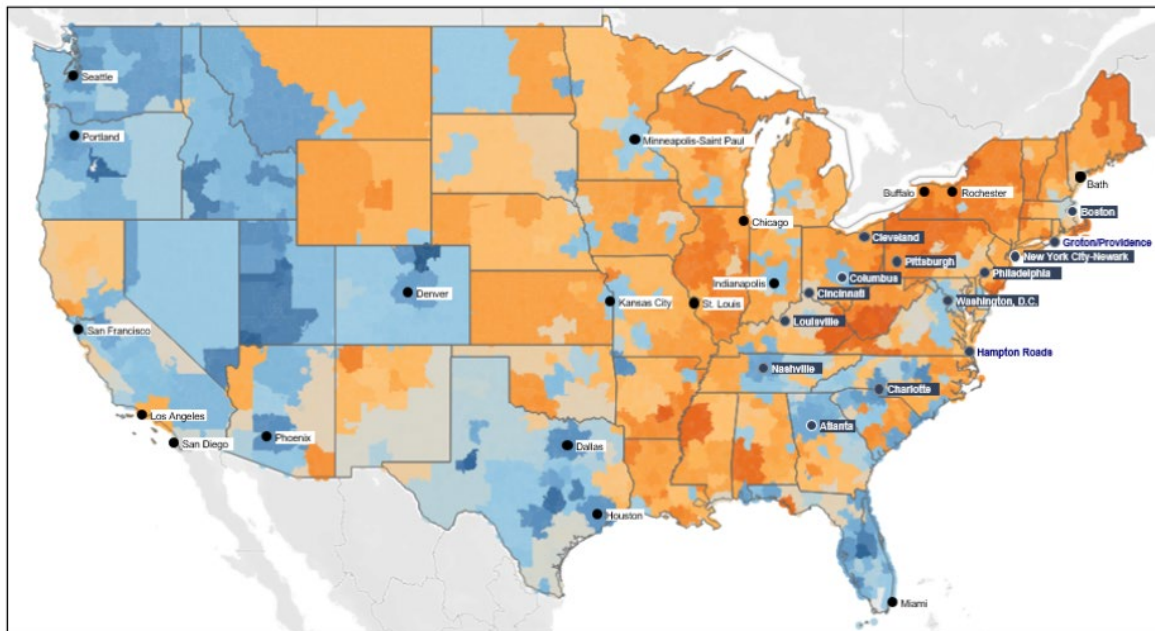 Seattle
Portland
Minneapolis-Saint Paul
Bath
Buffalo
Rochester
Boston
Chicago
Cleveland
Groton/Providence
New York City-Newark
Pittsburgh
Philadelphia
Columbus
Indianapolis
Denver
Cincinnati
Kansas City
St. Louis
Washington, D.C.
Louisville
San Francisco
Hampton Roads
Nashville
Charlotte
Los Angeles
Atlanta
Phoenix
San Diego
Dallas
Houston
Miami